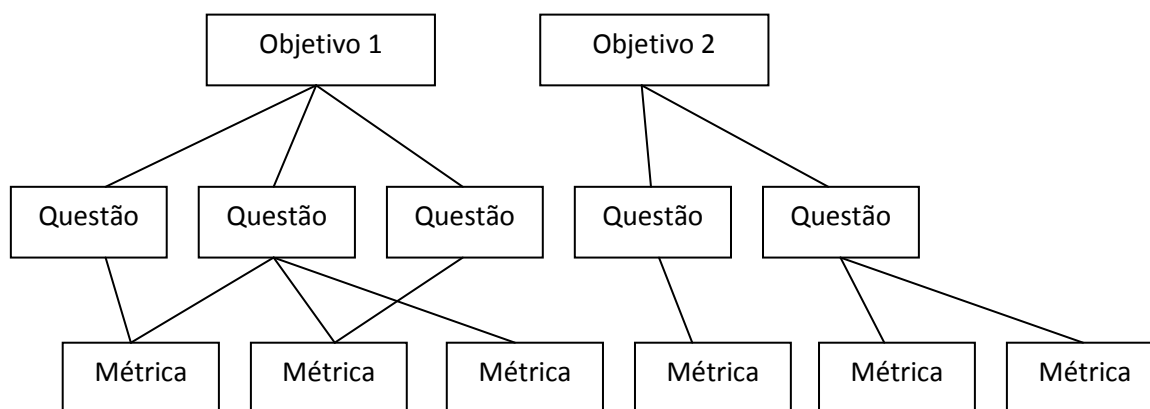 Objetivo 1
Objetivo 2
Questão
Questão
Questão
Questão
Questão
Métrica
Métrica
Métrica
Métrica
Métrica
Métrica